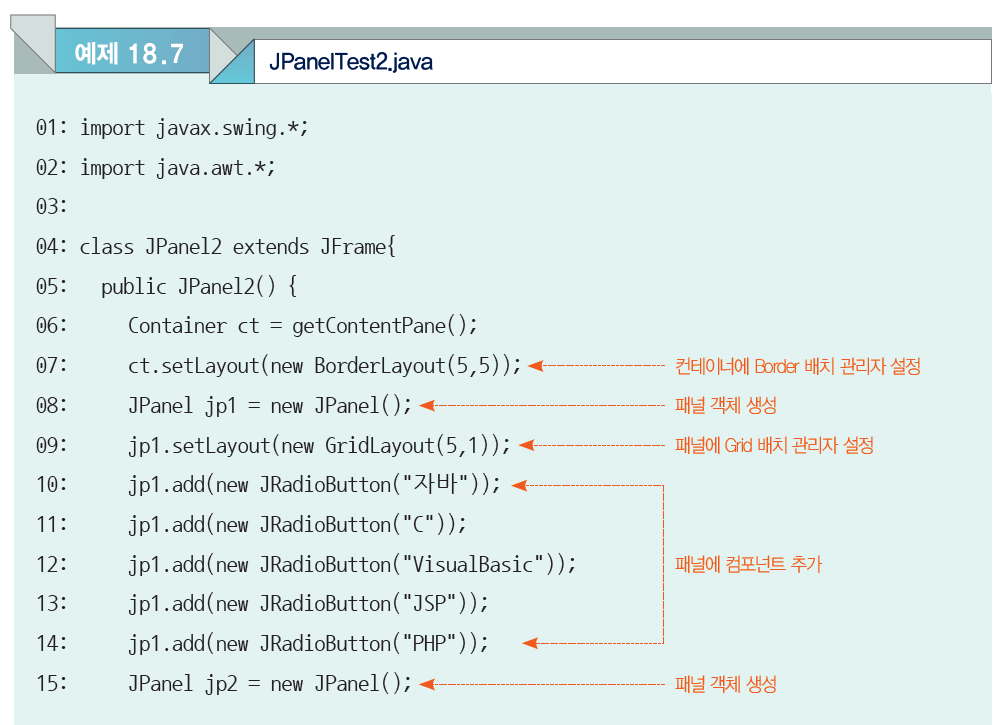 예제 18.7
JPanelTest2.java
01: import javax.swing.*;
02: import java.awt.*;
03:
04: class JPanel2 extends JFrame{
05: public JPanel2() {
06: Container ct = getContentPane();
07: ct.setLayout(new BorderLayout(5,5)); 컨테이너에 Border 배치 관리자 설정
08: JPanel jp1 = new JPanel(); 패널 객체 생성
09: jp1.setLayout(new GridLayout(5,1)); 패널에 Grid 배치 관리자 설정
10: jp1.add(new JRadioButton("자바"));
11: jp1.add(new JRadioButton("C"));
12: jp1.add(new JRadioButton("VisualBasic")); 패널에 컴포넌트 추가
13: jp1.add(new JRadioButton("JSP"));
14: jp1.add(new JRadioButton("PHP"));
15: JPanel jp2 = new JPanel(); 패널 객체 생성